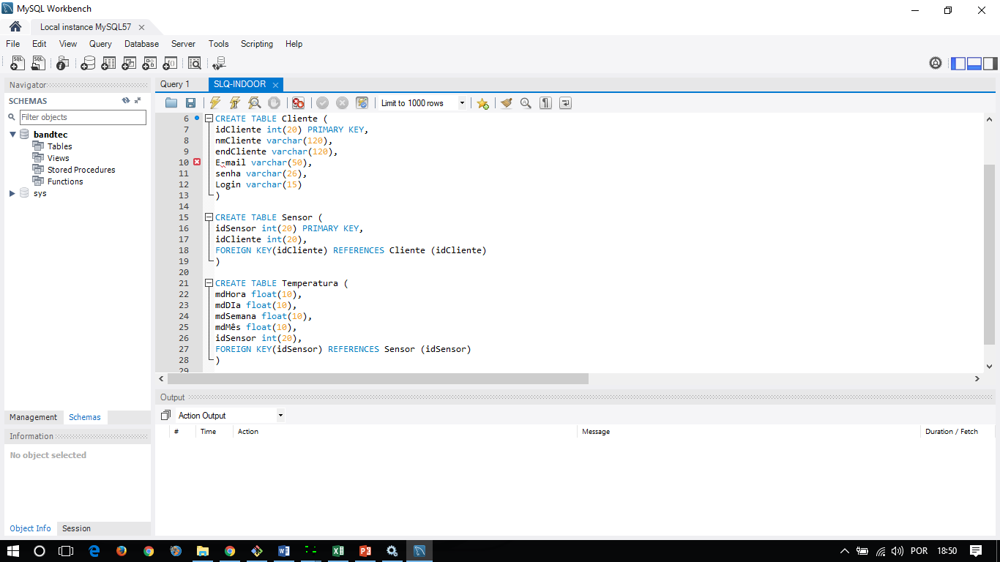 MySQL Workbench
Local instance MySQL57
File Edit View Query Database Server Tools Scripting Help
Navigator
SCHEMAS
Filter objects
bandtec
Tables
Views
Stored Procedures
Functions
sys
Management Schemas
Information
No object selected
Object Info Session
Query 1 SLQ-INDOOR
Limit to 1000 rows
6 CREATE TABLE Cliente (
7 idCliente int(20) PRIMARY KEY,
8 nmCliente varchar(120),
9 endCliente varchar(120),
10 E-mail varchar(50),
11 senha varchar(26),
12 Login varchar(15)
13 )
14
15 CREATE TABLE Sensor (
16 idSensor int(20) PRIMARY KEY,
17 idCliente int(20),
18 FOREIGN KEY(idCliente) REFERENCES Cliente (idCliente)
19 )
20
21 CREATE TABLE Temperatura (
22 mdHora float(10),
23 mdDIa float(10),
24 mdSemana float(10),
25 mdMês float(10),
26 idSensor int(20),
27 FOREIGN KEY(idSensor) REFERENCES Sensor (idSensor)
28 )
29
Output
Action Output
# Time Action Message Duration / Fetch
POR 18:50